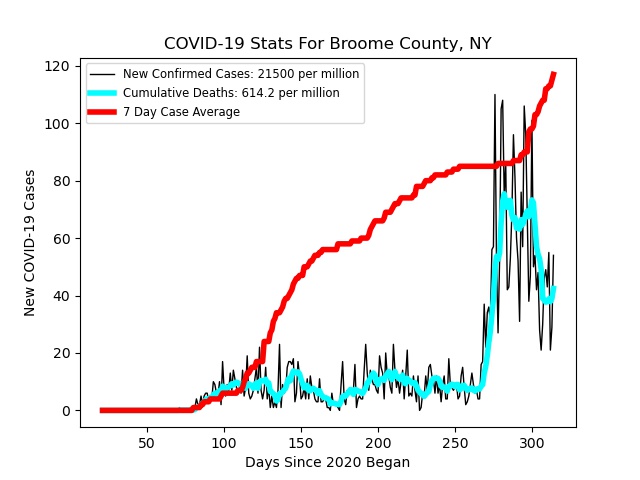 COVID-19 Stats For Broome County, NY
120
100
80
60
40
20
0
New COVID-19 Cases
New Confirmed Cases: 21500 per million
Cumulative Deaths: 614.2 per million
7 Day Case Average
50 100 150 200 250 300
Days Since 2020 Began